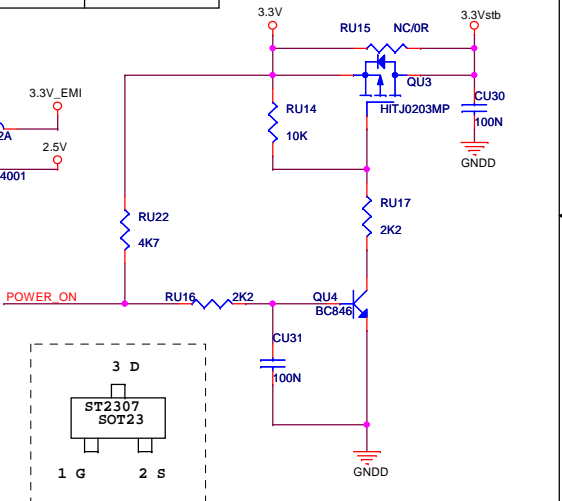 3.3V
3.3Vstb
RU15 NC/0R
QU3
HITJ0203MP
CU30
100N
GNDD
3.3V_EMI
2A
2.5V
4001
RU14
10K
RU17
2K2
RU22
4K7
POWER_ON
RU16 2K2
QU4
BC846
CU31
100N
GNDD
3 D
ST2307
SOT23
1 G 2 S